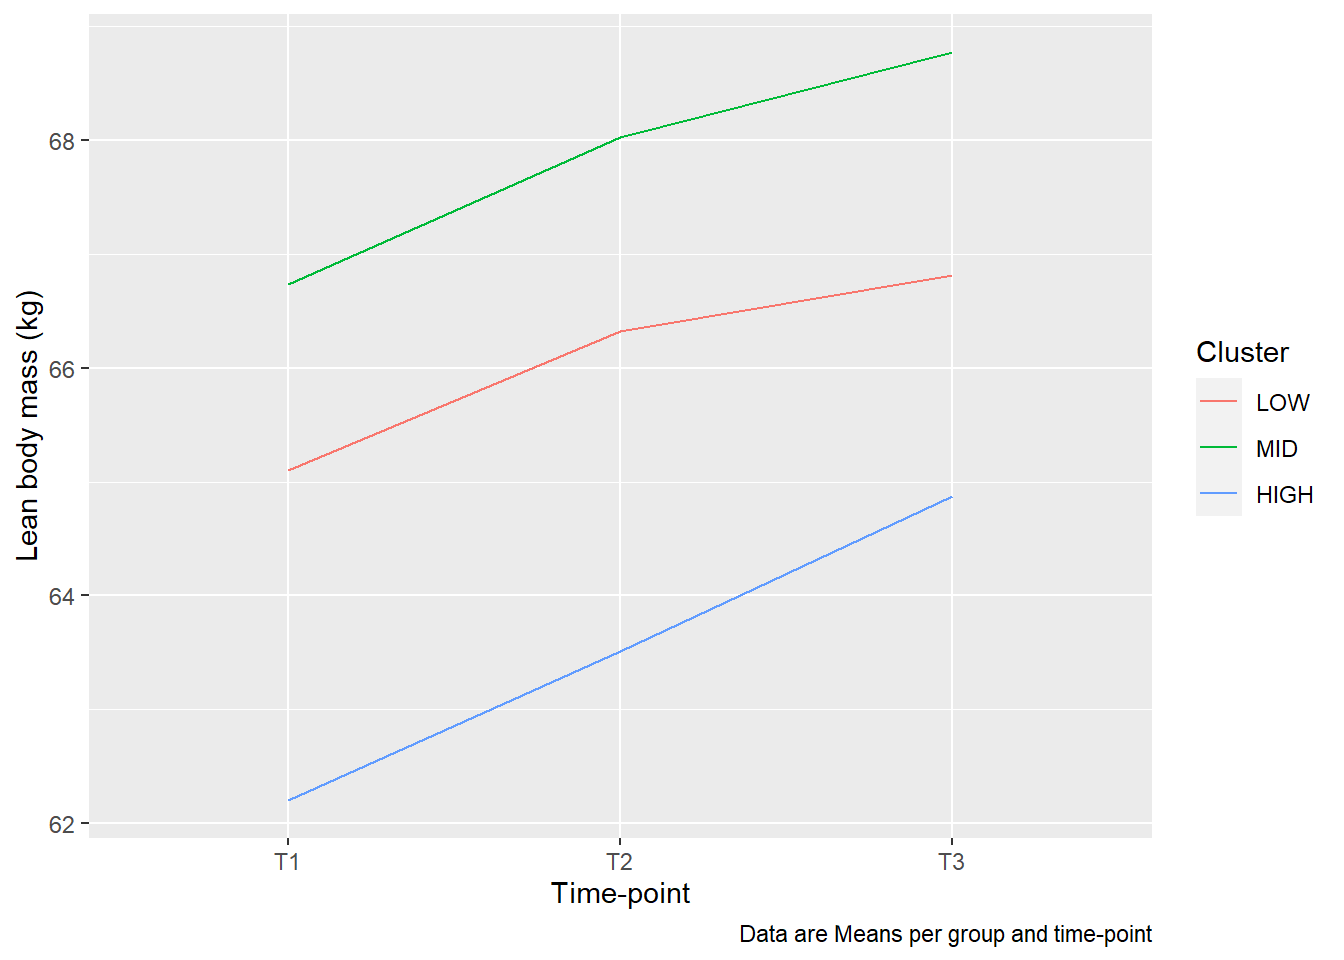 Lean body mass (kg)
68
66
64
62
T1
T2
T3
Time-point
Data are Means per group and time-point
Cluster
LOW
MID
HIGH